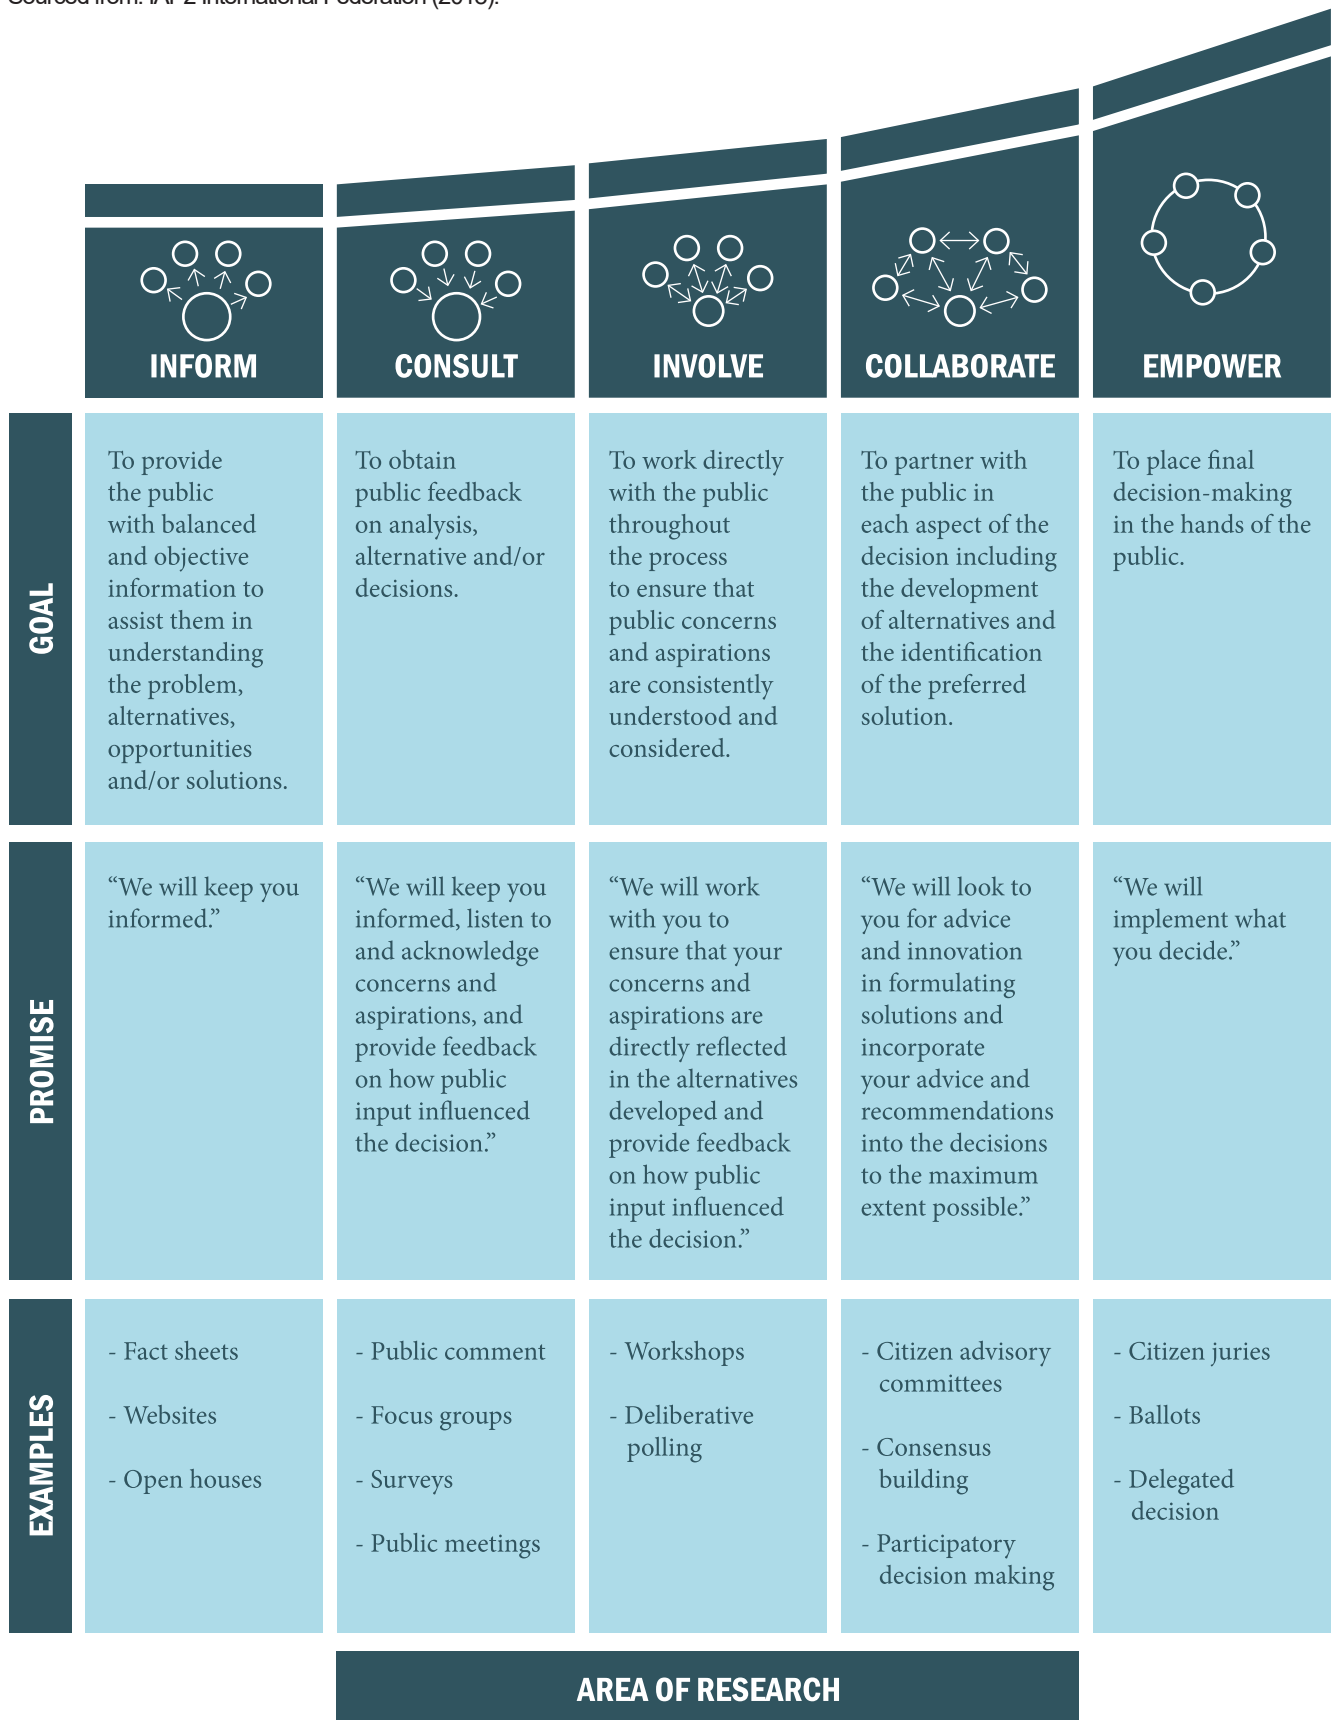 INFORM
CONSULT
INVOLVE
COLLABORATE
EMPOWER
GOAL
To provide
the public
with balanced
and objective
information to
assist them in
understanding
the problem,
alternatives,
opportunities
and/or solutions.
To obtain
public feedback
on analysis,
alternative and/or
decisions.
To work directly
with the public
throughout
the process
to ensure that
public concerns
and aspirations
are consistently
understood and
considered.
To partner with
the public in
each aspect of the
decision including
the development
of alternatives and
the identification
of the preferred
solution.
To place final
decision-making
in the hands of the
public.
PROMISE
“We will keep you
informed.”
“We will keep you
informed, listen to
and acknowledge
concerns and
aspirations, and
provide feedback
on how public
input influenced
the decision.”
“We will work
with you to
ensure that your
concerns and
aspirations are
directly reflected
in the alternatives
developed and
provide feedback
on how public
input influenced
the decision.”
“We will look to
you for advice
and innovation
in formulating
solutions and
incorporate
your advice and
recommendations
into the decisions
to the maximum
extent possible.”
“We will
implement what
you decide.”
EXAMPLES
- Fact sheets
- Websites
- Open houses
- Public comment
- Focus groups
- Surveys
- Public meetings
- Workshops
- Deliberative
polling
- Citizen advisory
committees
- Consensus
building
- Participatory
decision making
- Citizen juries
- Ballots
- Delegated
decision
AREA OF RESEARCH